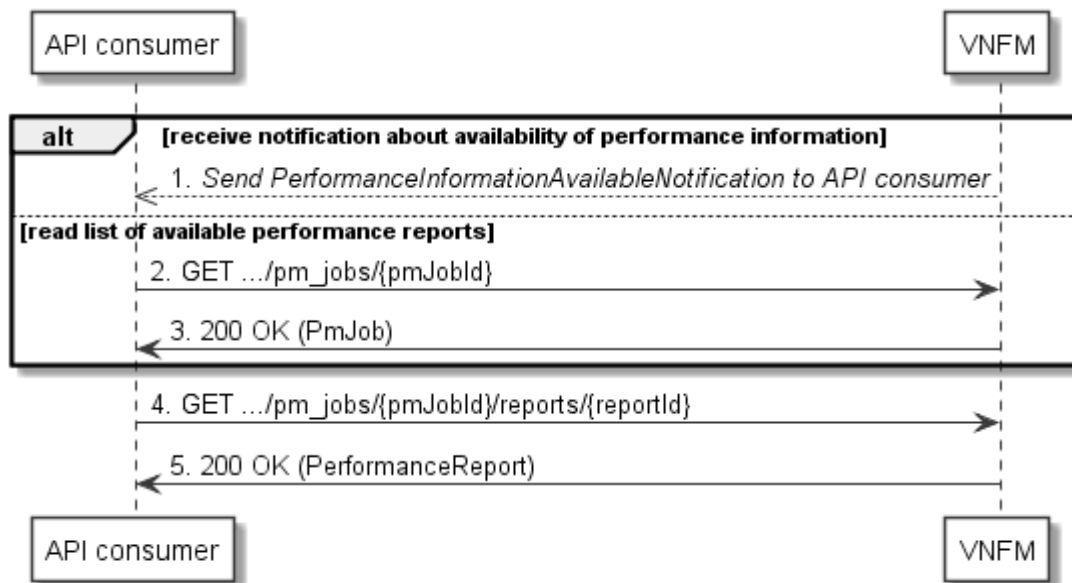 API consumer
VNFM
alt
[receive notification about availability of performance information]
1. Send PerformanceInformationAvailableNotification to API consumer
[read list of available performance reports]
2. GET .../pm_jobs/{pmJobId}
3. 200 OK (PmJob)
4. GET .../pm_jobs/{pmJobId}/reports/{reportId}
5. 200 OK (PerformanceReport)
API consumer
VNFM